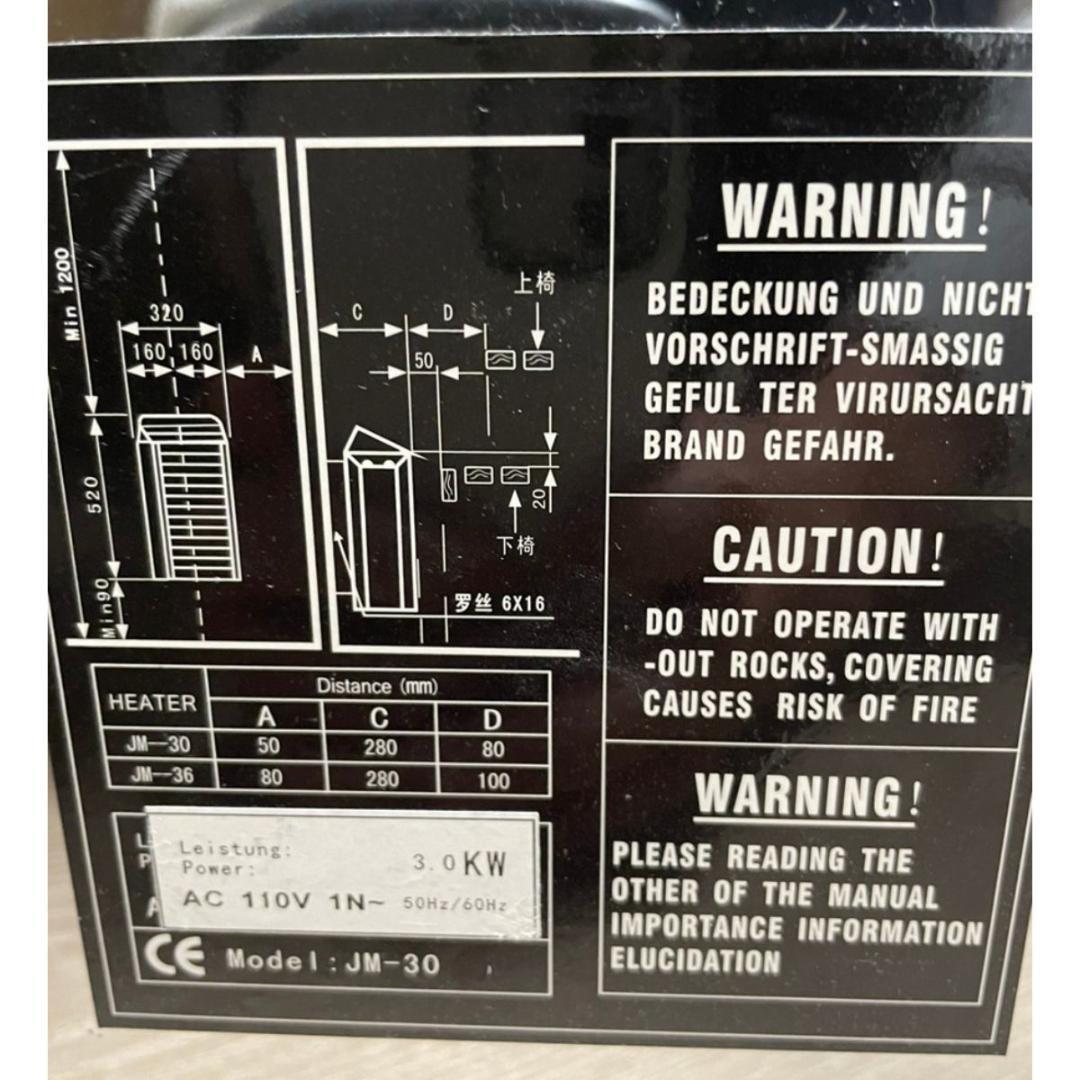 Min 1200
320
160 160 A
520
Min90
C D
上椅
50
20
下椅
罗丝 6X16
HEATER Distance (mm)
A C D
JM--30 50 280 80
JM--36 80 280 100
L
P
A
Leistung:
Power: 3.0KW
AC 110V 1N~ 50Hz/60Hz
CE Model:JM-30
WARNING!
BEDECKUNG UND NICHT
VORSCHRIFT-SMASSIG
GEFUL TER VIRURSACHT
BRAND GEFAHR.
CAUTION!
DO NOT OPERATE WITH
-OUT ROCKS, COVERING
CAUSES RISK OF FIRE
WARNING!
PLEASE READING THE
OTHER OF THE MANUAL
IMPORTANCE INFORMATION
ELUCIDATION